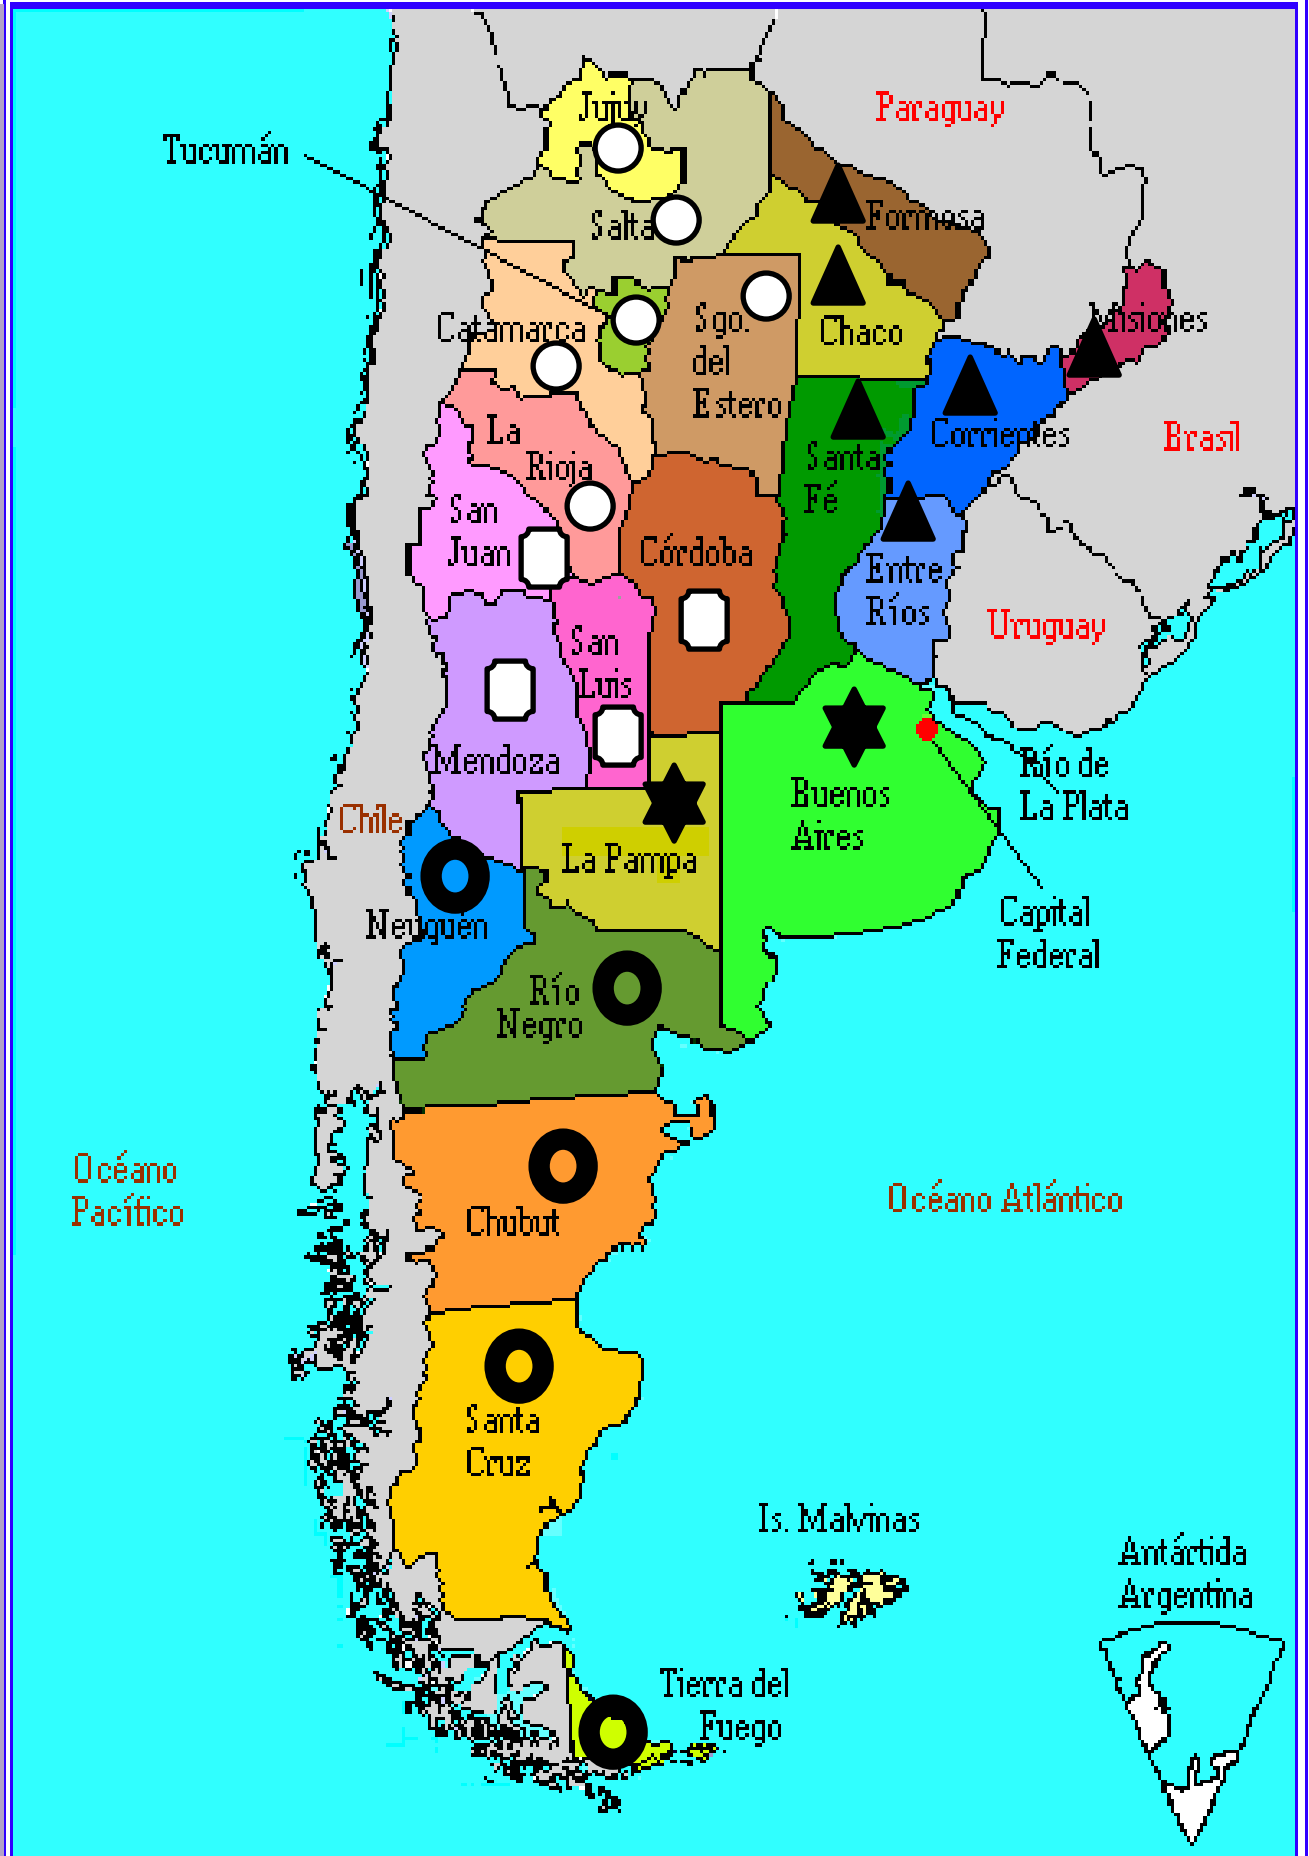 Jujuy
Paraguay
Tucumán
Formosa
Salta
Catamarca
Sgo.
del
Estero
Chaco
Misiones
La
Rioja
Santa
Fé
Corrientes
Brasil
San
Juan
Córdoba
Entre
Ríos
Uruguay
San
Luis
Mendoza
Buenos
Aires
Río de
La Plata
Chile
La Pampa
Neuquén
Capital
Federal
Río
Negro
Océano
Pacífico
Chubut
Océano Atlántico
Santa
Cruz
Is. Malvinas
Antártida
Argentina
Tierra del
Fuego